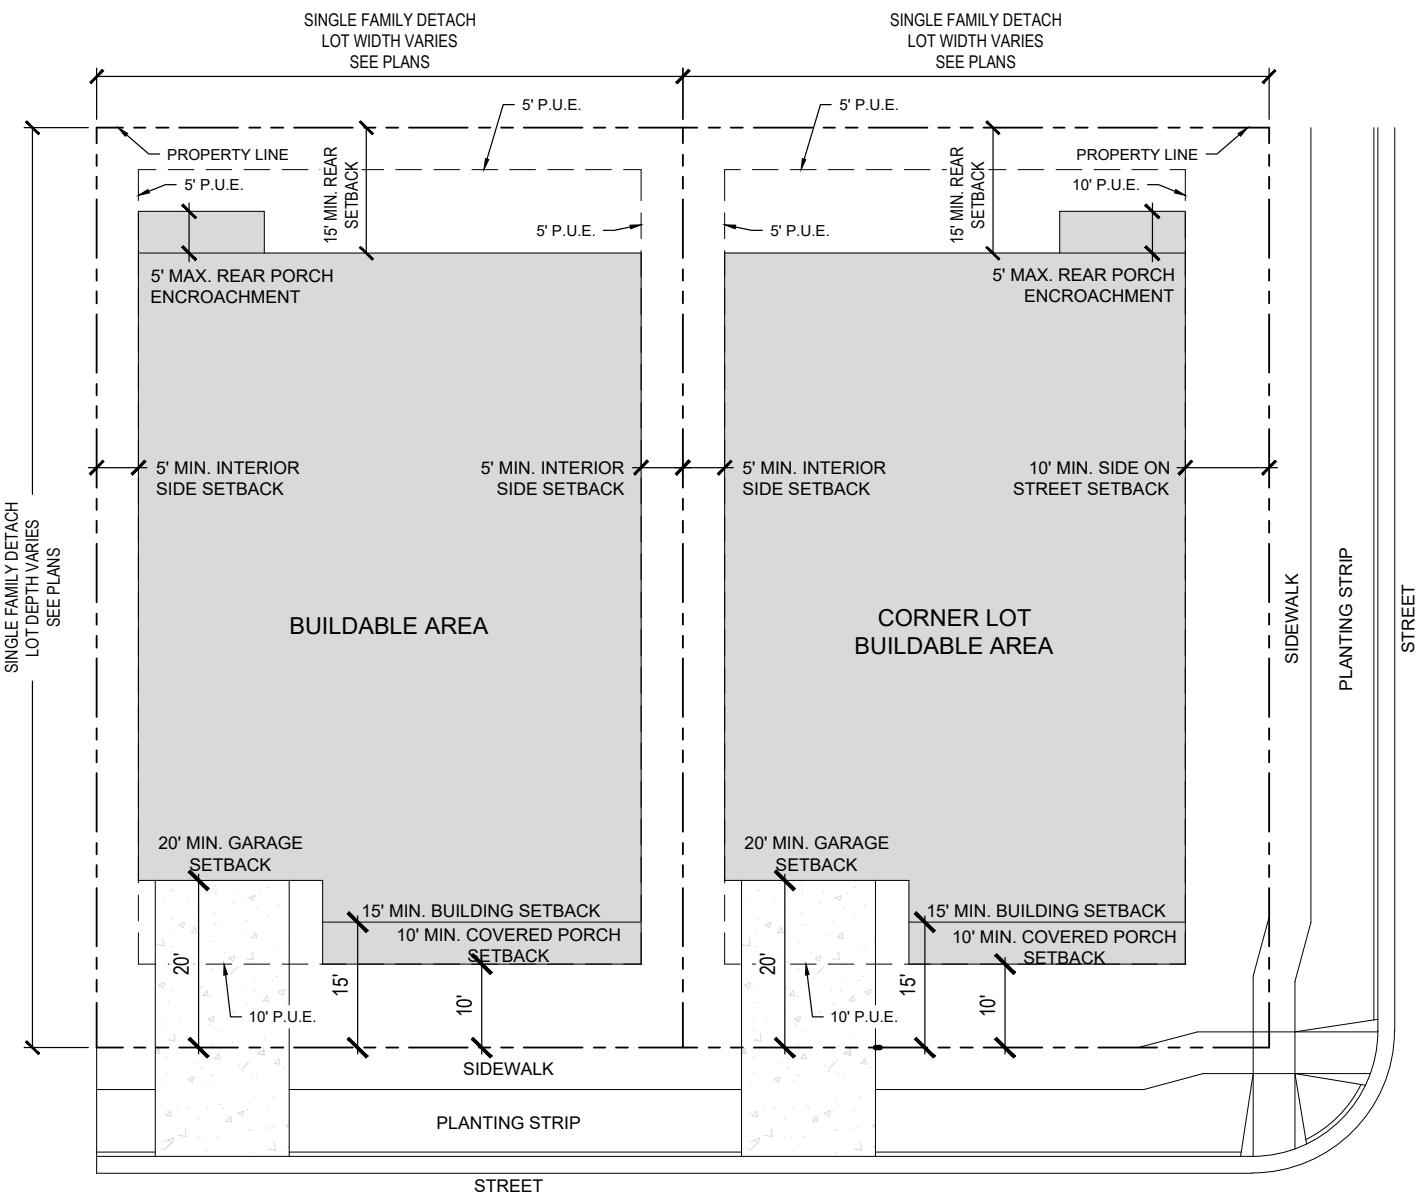 SINGLE FAMILY DETACH
LOT WIDTH VARIES
SEE PLANS
SINGLE FAMILY DETACH
LOT WIDTH VARIES
SEE PLANS
5' P.U.E.
5' P.U.E.
PROPERTY LINE
PROPERTY LINE
5' P.U.E.
10' P.U.E.
15' MIN. REAR
SETBACK
15' MIN. REAR
SETBACK
5' P.U.E.
5' P.U.E.
5' MAX. REAR PORCH
ENCROACHMENT
5' MAX. REAR PORCH
ENCROACHMENT
5' MIN. INTERIOR
SIDE SETBACK
5' MIN. INTERIOR
SIDE SETBACK
5' MIN. INTERIOR
SIDE SETBACK
10' MIN. SIDE ON
STREET SETBACK
SINGLE FAMILY DETACH
LOT DEPTH VARIES
SEE PLANS
BUILDABLE AREA
CORNER LOT
BUILDABLE AREA
SIDEWALK
PLANTING STRIP
STREET
20' MIN. GARAGE
SETBACK
20' MIN. GARAGE
SETBACK
15' MIN. BUILDING SETBACK
10' MIN. COVERED PORCH
SETBACK
15' MIN. BUILDING SETBACK
10' MIN. COVERED PORCH
SETBACK
20'
15'
10'
20'
15'
10'
10' P.U.E.
10' P.U.E.
SIDEWALK
PLANTING STRIP
STREET